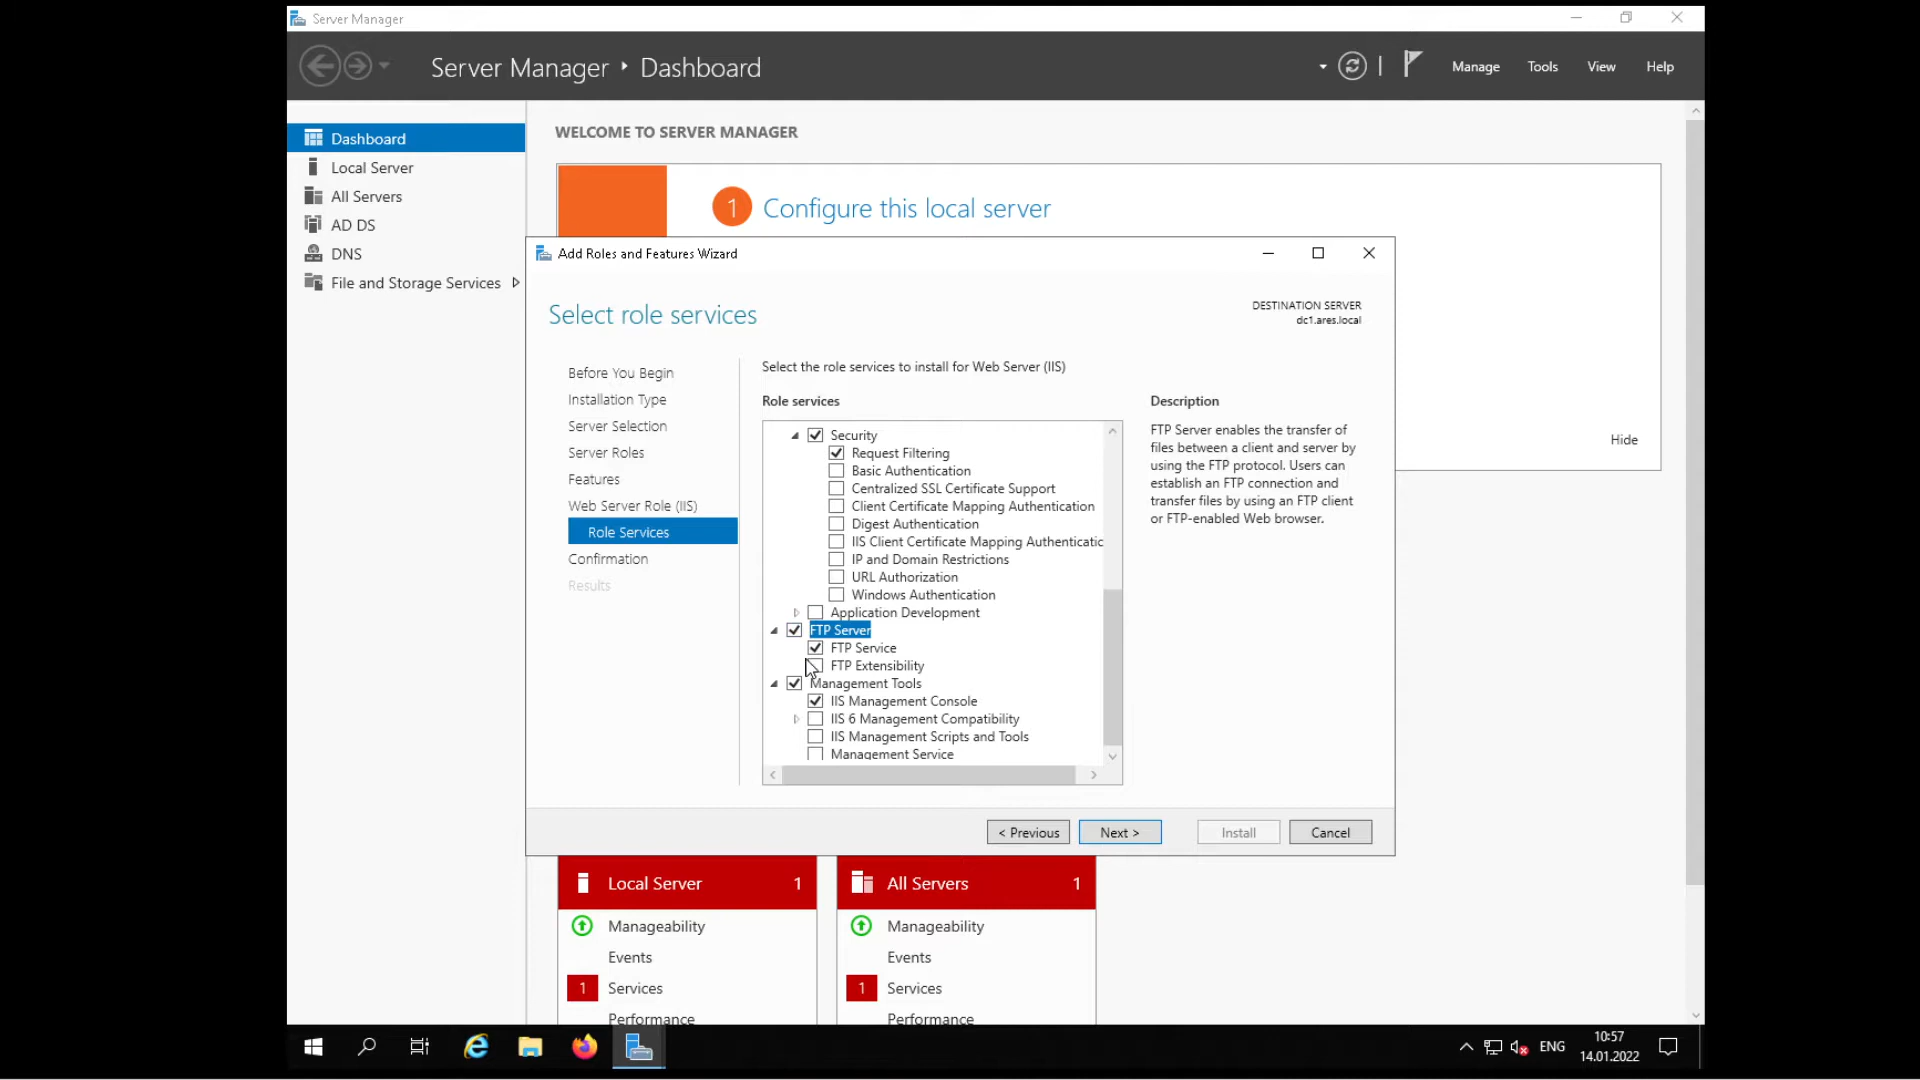 Server Manager
Server Manager ‣ Dashboard
Manage
Tools
View
Help
Dashboard
Local Server
All Servers
AD DS
DNS
File and Storage Services
WELCOME TO SERVER MANAGER
1 Configure this local server
Hide
Add Roles and Features Wizard
Select role services
DESTINATION SERVER
dc1.ares.local
Before You Begin
Installation Type
Server Selection
Server Roles
Features
Web Server Role (IIS)
Role Services
Confirmation
Results
Select the role services to install for Web Server (IIS)
Role services
Security
Request Filtering
Basic Authentication
Centralized SSL Certificate Support
Client Certificate Mapping Authentication
Digest Authentication
IIS Client Certificate Mapping Authenticatic
IP and Domain Restrictions
URL Authorization
Windows Authentication
Application Development
FTP Server
FTP Service
FTP Extensibility
Management Tools
IIS Management Console
IIS 6 Management Compatibility
IIS Management Scripts and Tools
Management Service
Description
FTP Server enables the transfer of
files between a client and server by
using the FTP protocol. Users can
establish an FTP connection and
transfer files by using an FTP client
or FTP-enabled Web browser.
< Previous
Next >
Install
Cancel
Local Server 1
Manageability
Events
1 Services
Performance
All Servers 1
Manageability
Events
1 Services
Performance
ENG
10:57
14.01.2022